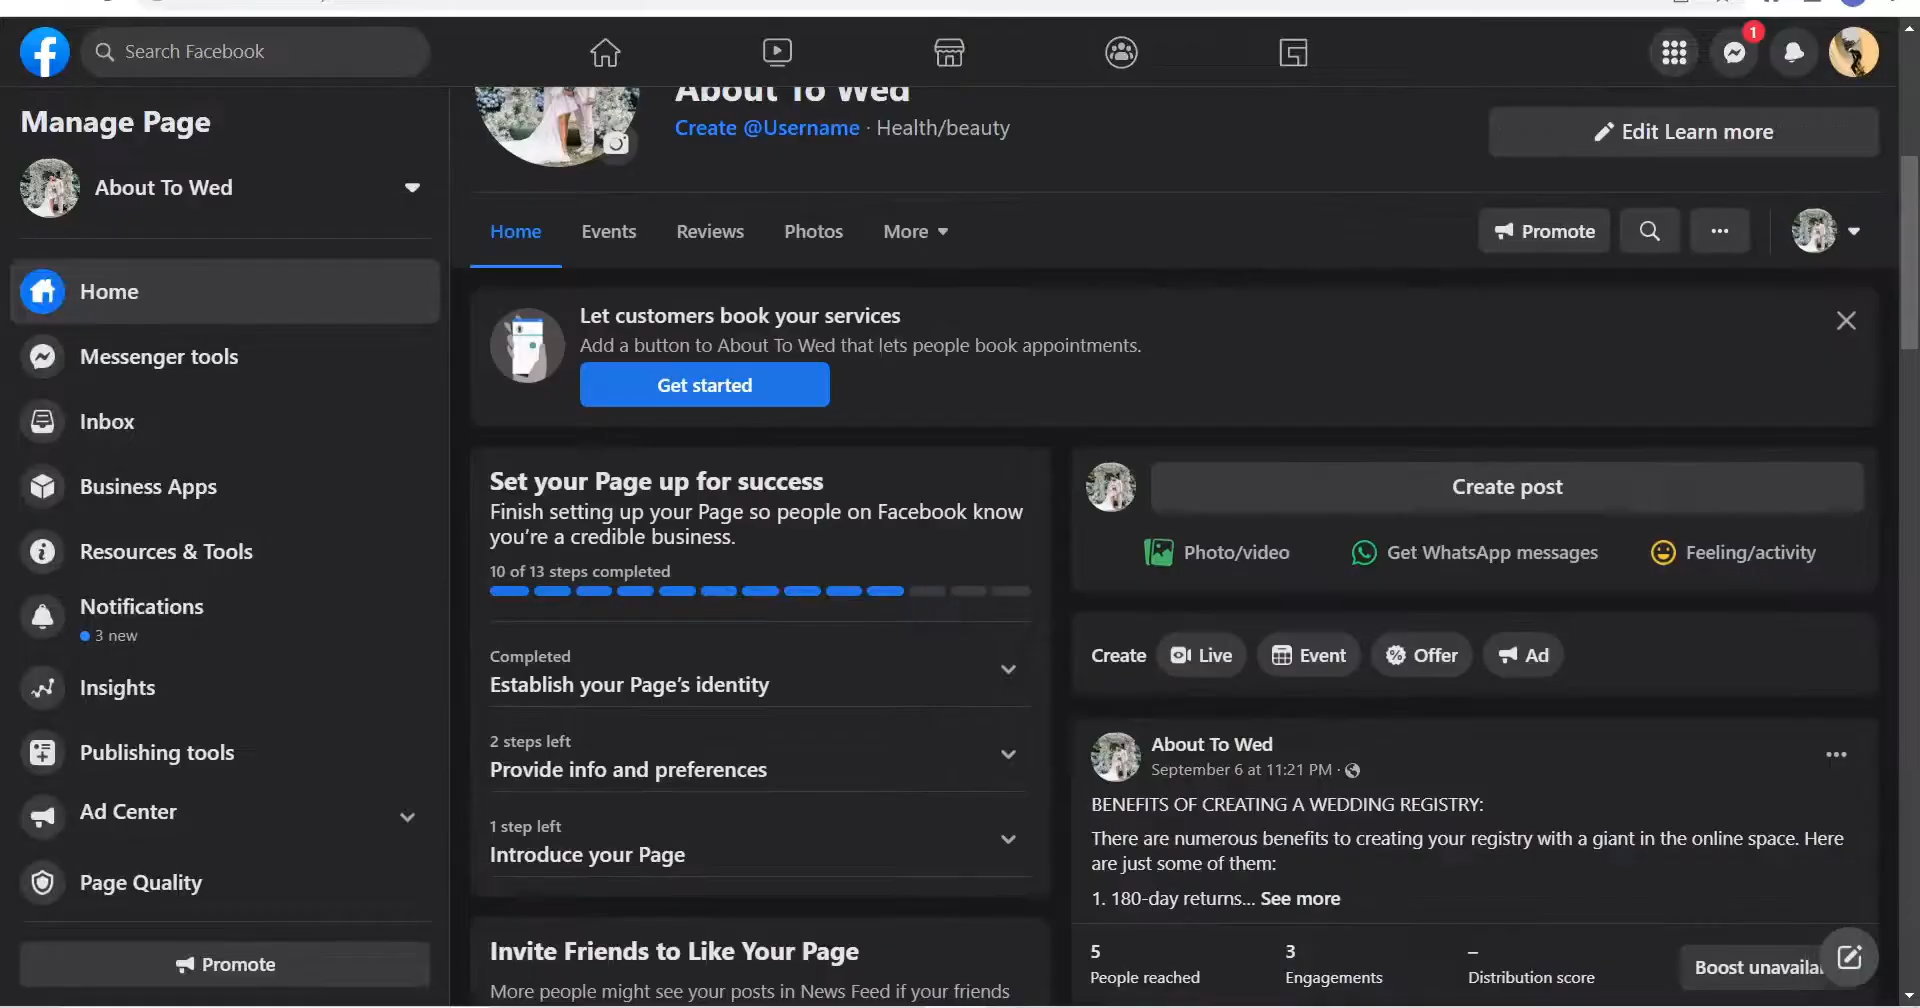 Search Facebook
1
Manage Page
About To Wed
Home
Messenger tools
Inbox
Business Apps
Resources & Tools
Notifications
3 new
Insights
Publishing tools
Ad Center
Page Quality
Promote
About To Wed
Create @Username · Health/beauty
Edit Learn more
Home
Events
Reviews
Photos
More
Promote
Let customers book your services
Add a button to About To Wed that lets people book appointments.
Get started
Set your Page up for success
Finish setting up your Page so people on Facebook know
you're a credible business.
10 of 13 steps completed
Completed
Establish your Page's identity
2 steps left
Provide info and preferences
1 step left
Introduce your Page
Invite Friends to Like Your Page
More people might see your posts in News Feed if your friends
Create post
Photo/video
Get WhatsApp messages
Feeling/activity
Create
Live
Event
Offer
Ad
About To Wed
September 6 at 11:21 PM ·
BENEFITS OF CREATING A WEDDING REGISTRY:
There are numerous benefits to creating your registry with a giant in the online space. Here
are just some of them:
1. 180-day returns... See more
5
People reached
3
Engagements
–
Distribution score
Boost unavaila